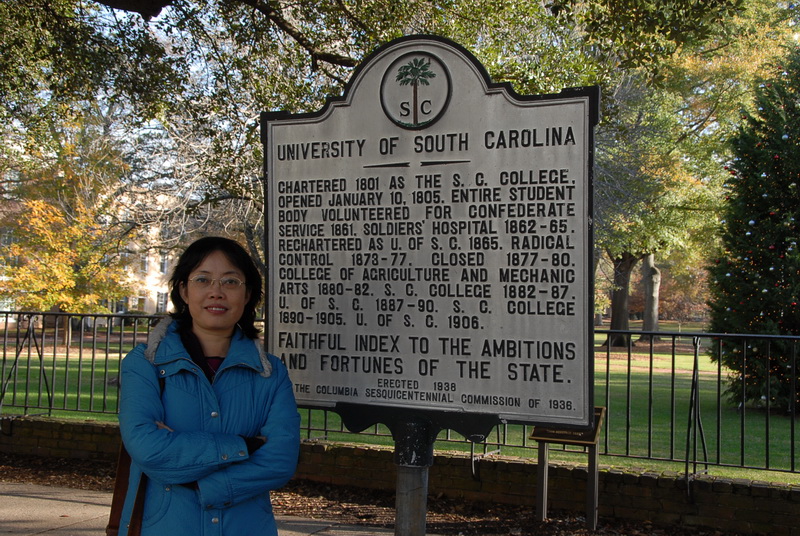 S C
UNIVERSITY OF SOUTH CAROLINA
CHARTERED 1801 AS THE S. C. COLLEGE.
OPENED JANUARY 10, 1805. ENTIRE STUDENT
BODY VOLUNTEERED FOR CONFEDERATE
SERVICE 1861. SOLDIERS' HOSPITAL 1862-65.
RECHARTERED AS U. OF S. C. 1865. RADICAL
CONTROL 1873-77. CLOSED 1877-80.
COLLEGE OF AGRICULTURE AND MECHANIC
ARTS 1880-82. S. C. COLLEGE 1882-87.
U. OF S. C. 1887-90. S. C. COLLEGE
1890-1905. U. OF S. C. 1906.
FAITHFUL INDEX TO THE AMBITIONS
AND FORTUNES OF THE STATE.
ERECTED 1938
THE COLUMBIA SESQUICENTENNIAL COMMISSION OF 1936.